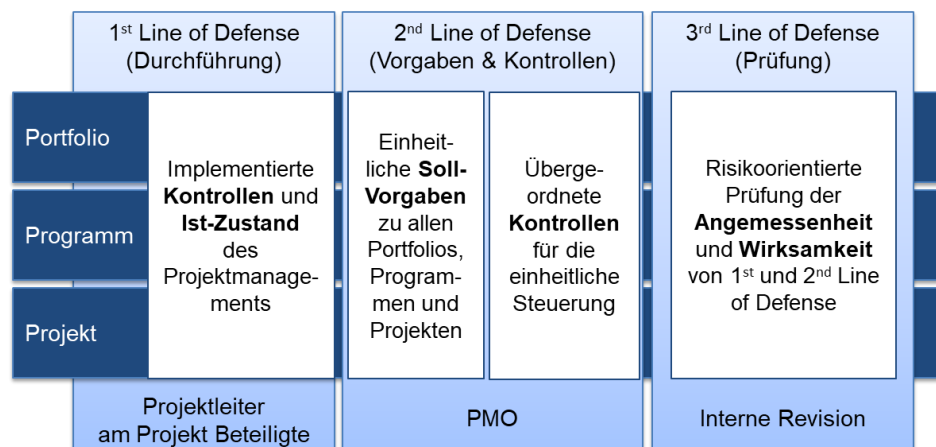 1st Line of Defense
(Durchführung)
2nd Line of Defense
(Vorgaben & Kontrollen)
3rd Line of Defense
(Prüfung)
Portfolio
Programm
Projekt
Implementierte
Kontrollen und
Ist-Zustand
des
Projektmanage-
ments
Einheit-
liche Soll-
Vorgaben
zu allen
Portfolios,
Program-
men und
Projekten
Überge-
ordnete
Kontrollen
für die
einheitliche
Steuerung
Risikoorientierte
Prüfung der
Angemessenheit
und Wirksamkeit
von 1st und 2nd Line
of Defense
Projektleiter
am Projekt Beteiligte
PMO
Interne Revision